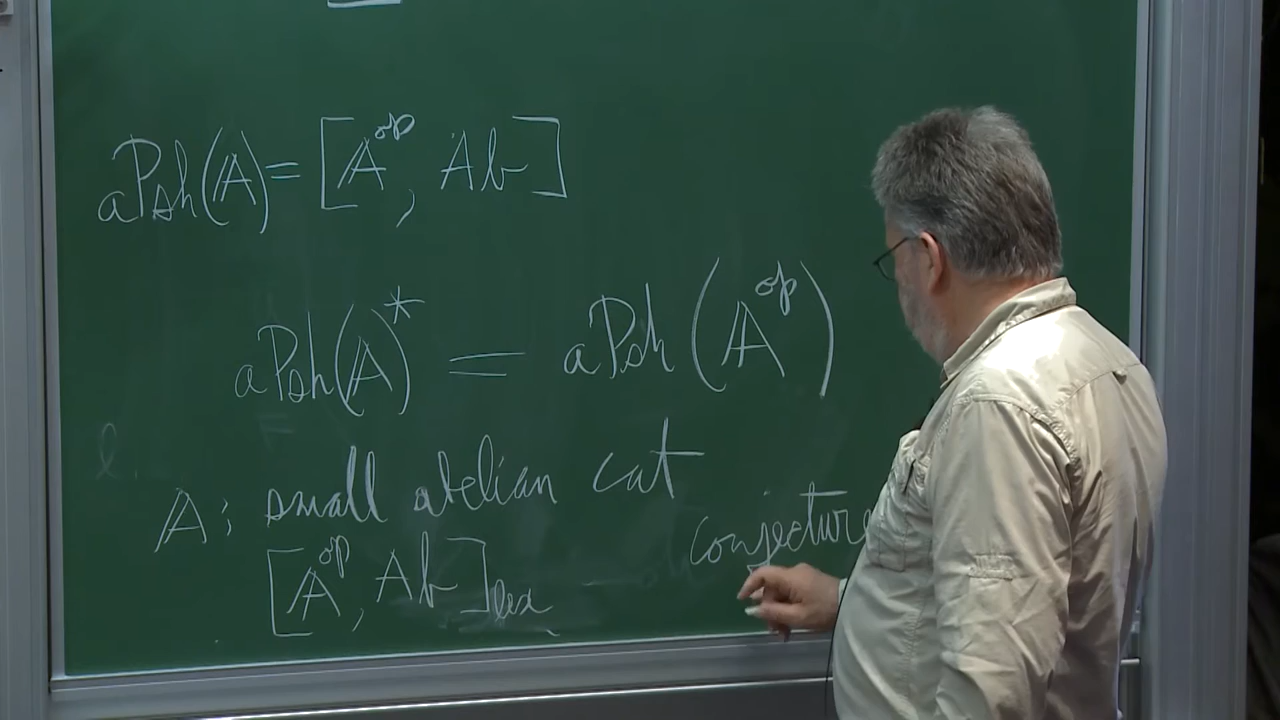 aPsh(𝔸) = [𝔸^op, Ab]
aPsh(𝔸)^* = aPsh(𝔸^op)
𝔸; small abelian cat
[𝔸^op, Ab]_lex conjecture